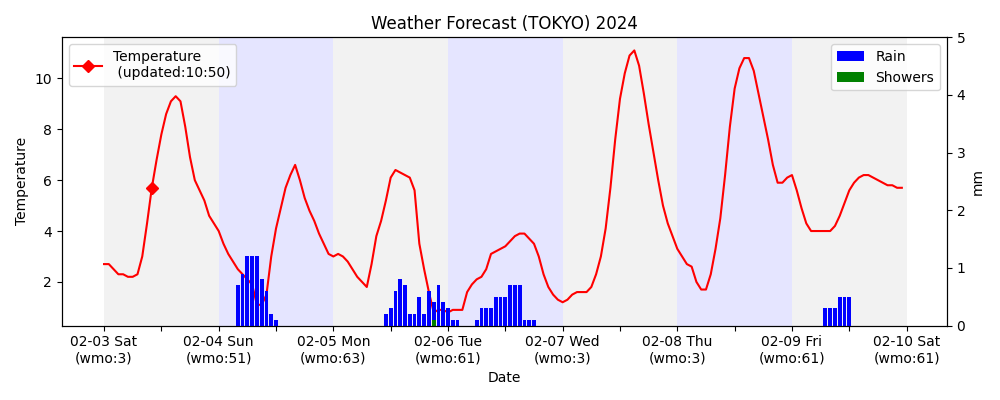 Weather Forecast (TOKYO) 2024
Temperature
(updated:10:50)
Rain
Showers
Temperature
10
8
6
4
2
5
4
3
2
1
0
mm
02-03 Sat
(wmo:3)
02-04 Sun
(wmo:51)
02-05 Mon
(wmo:63)
02-06 Tue
(wmo:61)
02-07 Wed
(wmo:3)
02-08 Thu
(wmo:3)
02-09 Fri
(wmo:61)
02-10 Sat
(wmo:61)
Date